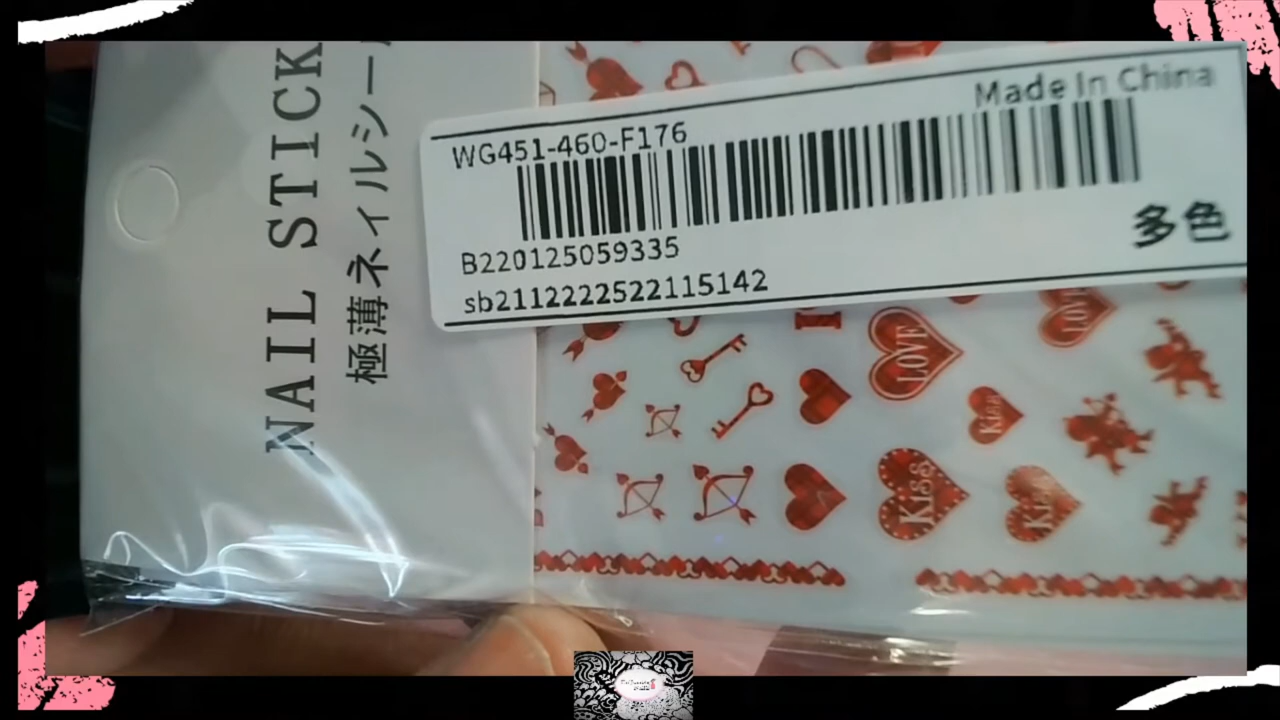 NAIL STICK
極薄ネィルシー
Made In China
WG451-460-F176
B220125059335
sb2112222522115142
多色
LOVE
LOVE
Kiss
Kiss
Kiss